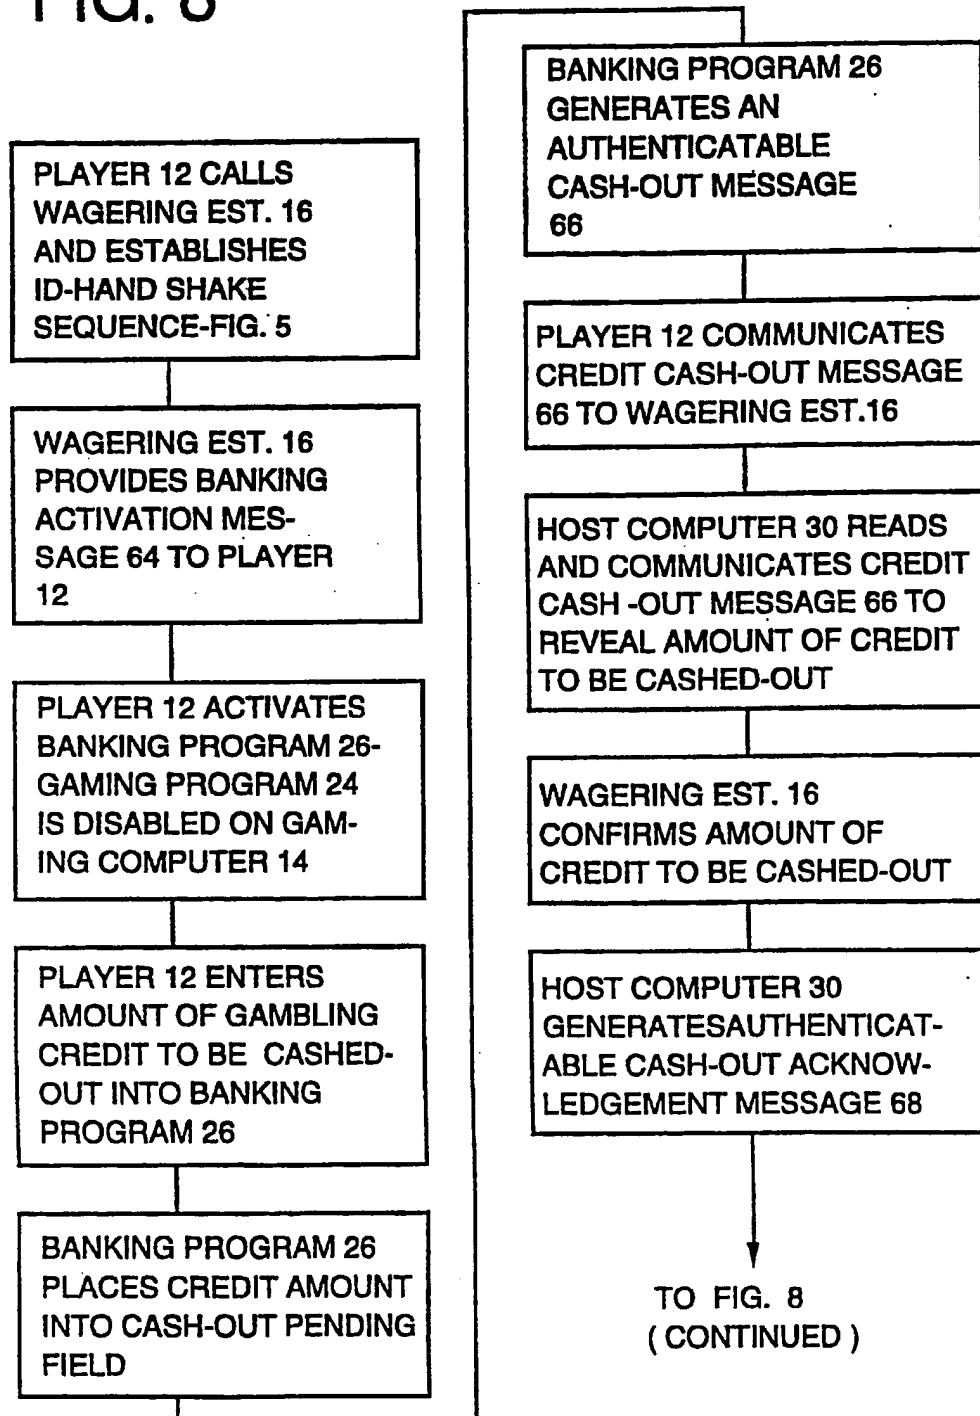 FIG. 8
PLAYER 12 CALLS
WAGERING EST. 16
AND ESTABLISHES
ID-HAND SHAKE
SEQUENCE-FIG. 5
WAGERING EST. 16
PROVIDES BANKING
ACTIVATION MES-
SAGE 64 TO PLAYER
12
PLAYER 12 ACTIVATES
BANKING PROGRAM 26-
GAMING PROGRAM 24
IS DISABLED ON GAM-
ING COMPUTER 14
PLAYER 12 ENTERS
AMOUNT OF GAMBLING
CREDIT TO BE CASHED-
OUT INTO BANKING
PROGRAM 26
BANKING PROGRAM 26
PLACES CREDIT AMOUNT
INTO CASH-OUT PENDING
FIELD
BANKING PROGRAM 26
GENERATES AN
AUTHENTICATABLE
CASH-OUT MESSAGE
66
PLAYER 12 COMMUNICATES
CREDIT CASH-OUT MESSAGE
66 TO WAGERING EST.16
HOST COMPUTER 30 READS
AND COMMUNICATES CREDIT
CASH -OUT MESSAGE 66 TO
REVEAL AMOUNT OF CREDIT
TO BE CASHED-OUT
WAGERING EST. 16
CONFIRMS AMOUNT OF
CREDIT TO BE CASHED-OUT
HOST COMPUTER 30
GENERATESAUTHENTICAT-
ABLE CASH-OUT ACKNOW-
LEDGEMENT MESSAGE 68
TO FIG. 8
( CONTINUED )